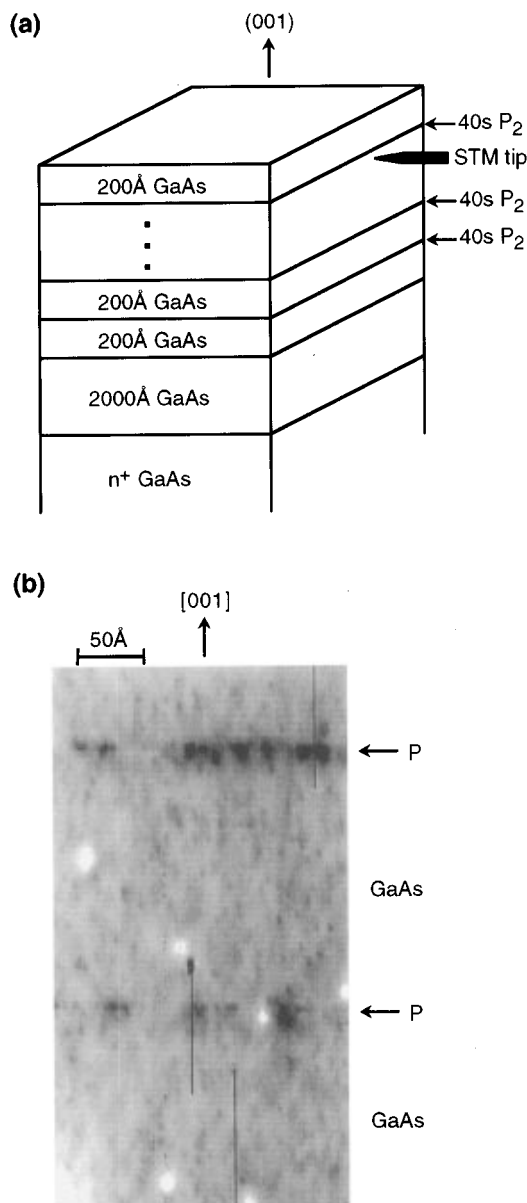 (a)
(001)
40s P2
STM tip
200Å GaAs
40s P2
40s P2
200Å GaAs
200Å GaAs
2000Å GaAs
n+ GaAs
(b)
[001]
50Å
P
GaAs
P
GaAs